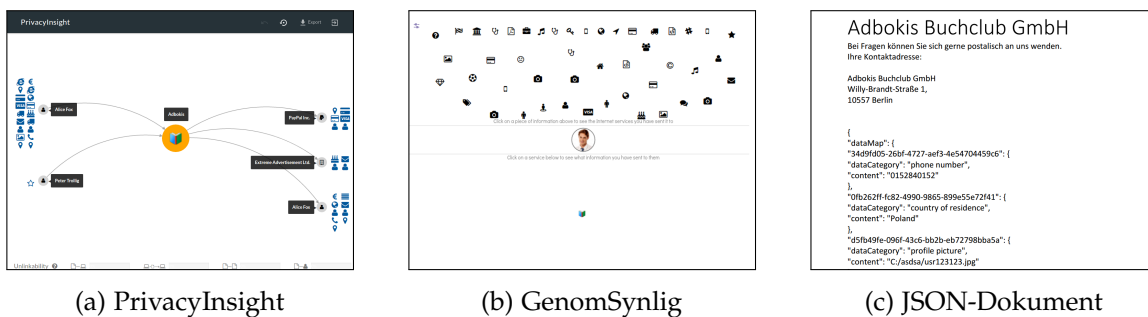 PrivacyInsight
Export
Alice Fox
Adbokis
PayPal Inc.
VISA
VISA
Extreme Advertisement Ltd.
Peter Trollig
Alice Fox
Unlinkability
VISA
Click on a piece of information above to see the Internet services you have sent it to.
Click on a service below to see what information you have sent to them
Adbokis Buchclub GmbH
Bei Fragen können Sie sich gerne postalisch an uns wenden.
Ihre Kontaktadresse:
Adbokis Buchclub GmbH
Willy-Brandt-Straße 1,
10557 Berlin
{
"dataMap": {
"34d9fd05-26bf-4727-aef3-4e54704459c6": {
"dataCategory": "phone number",
"content": "0152840152"
},
"0fb262ff-fc82-4990-9865-899e55e72f41": {
"dataCategory": "country of residence",
"content": "Poland"
},
"d5fb49fe-096f-43c6-bb2b-eb72798bba5a": {
"dataCategory": "profile picture",
"content": "C:/asdsa/usr123123.jpg"
(a) PrivacyInsight
(b) GenomSynlig
(c) JSON-Dokument